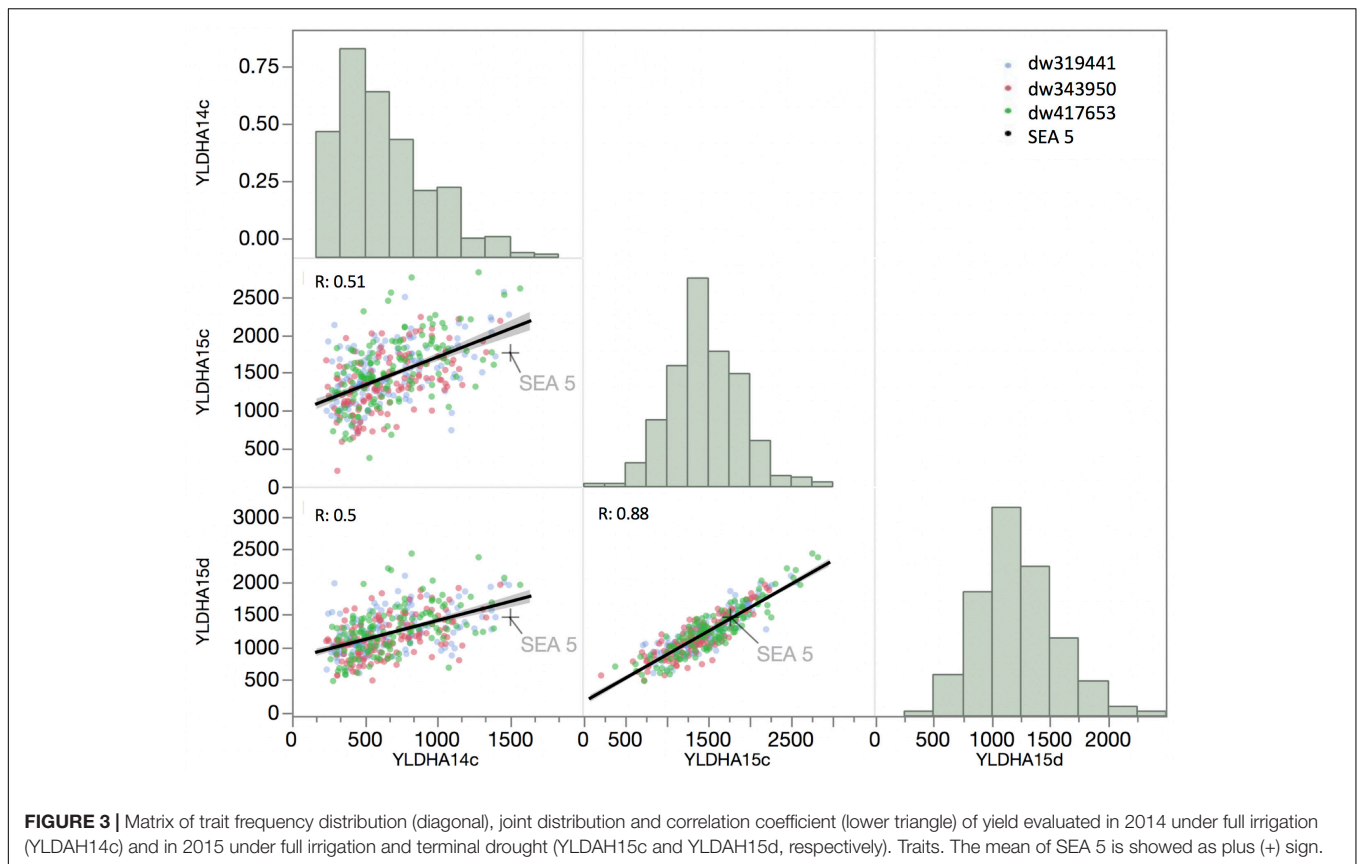 YLDHA14c
0.75
0.50
0.25
0.00
dw319441
dw343950
dw417653
SEA 5
YLDHA15c
2500
2000
1500
1000
500
0
R: 0.51
SEA 5
YLDHA15d
3000
2500
2000
1500
1000
500
0
R: 0.5
SEA 5
R: 0.88
SEA 5
0 500 1000 1500
0 500 1500 2500
0 500 1000 1500 2000
YLDHA14c
YLDHA15c
YLDHA15d
FIGURE 3 | Matrix of trait frequency distribution (diagonal), joint distribution and correlation coefficient (lower triangle) of yield evaluated in 2014 under full irrigation
(YLDAH14c) and in 2015 under full irrigation and terminal drought (YLDAH15c and YLDAH15d, respectively). Traits. The mean of SEA 5 is showed as plus (+) sign.